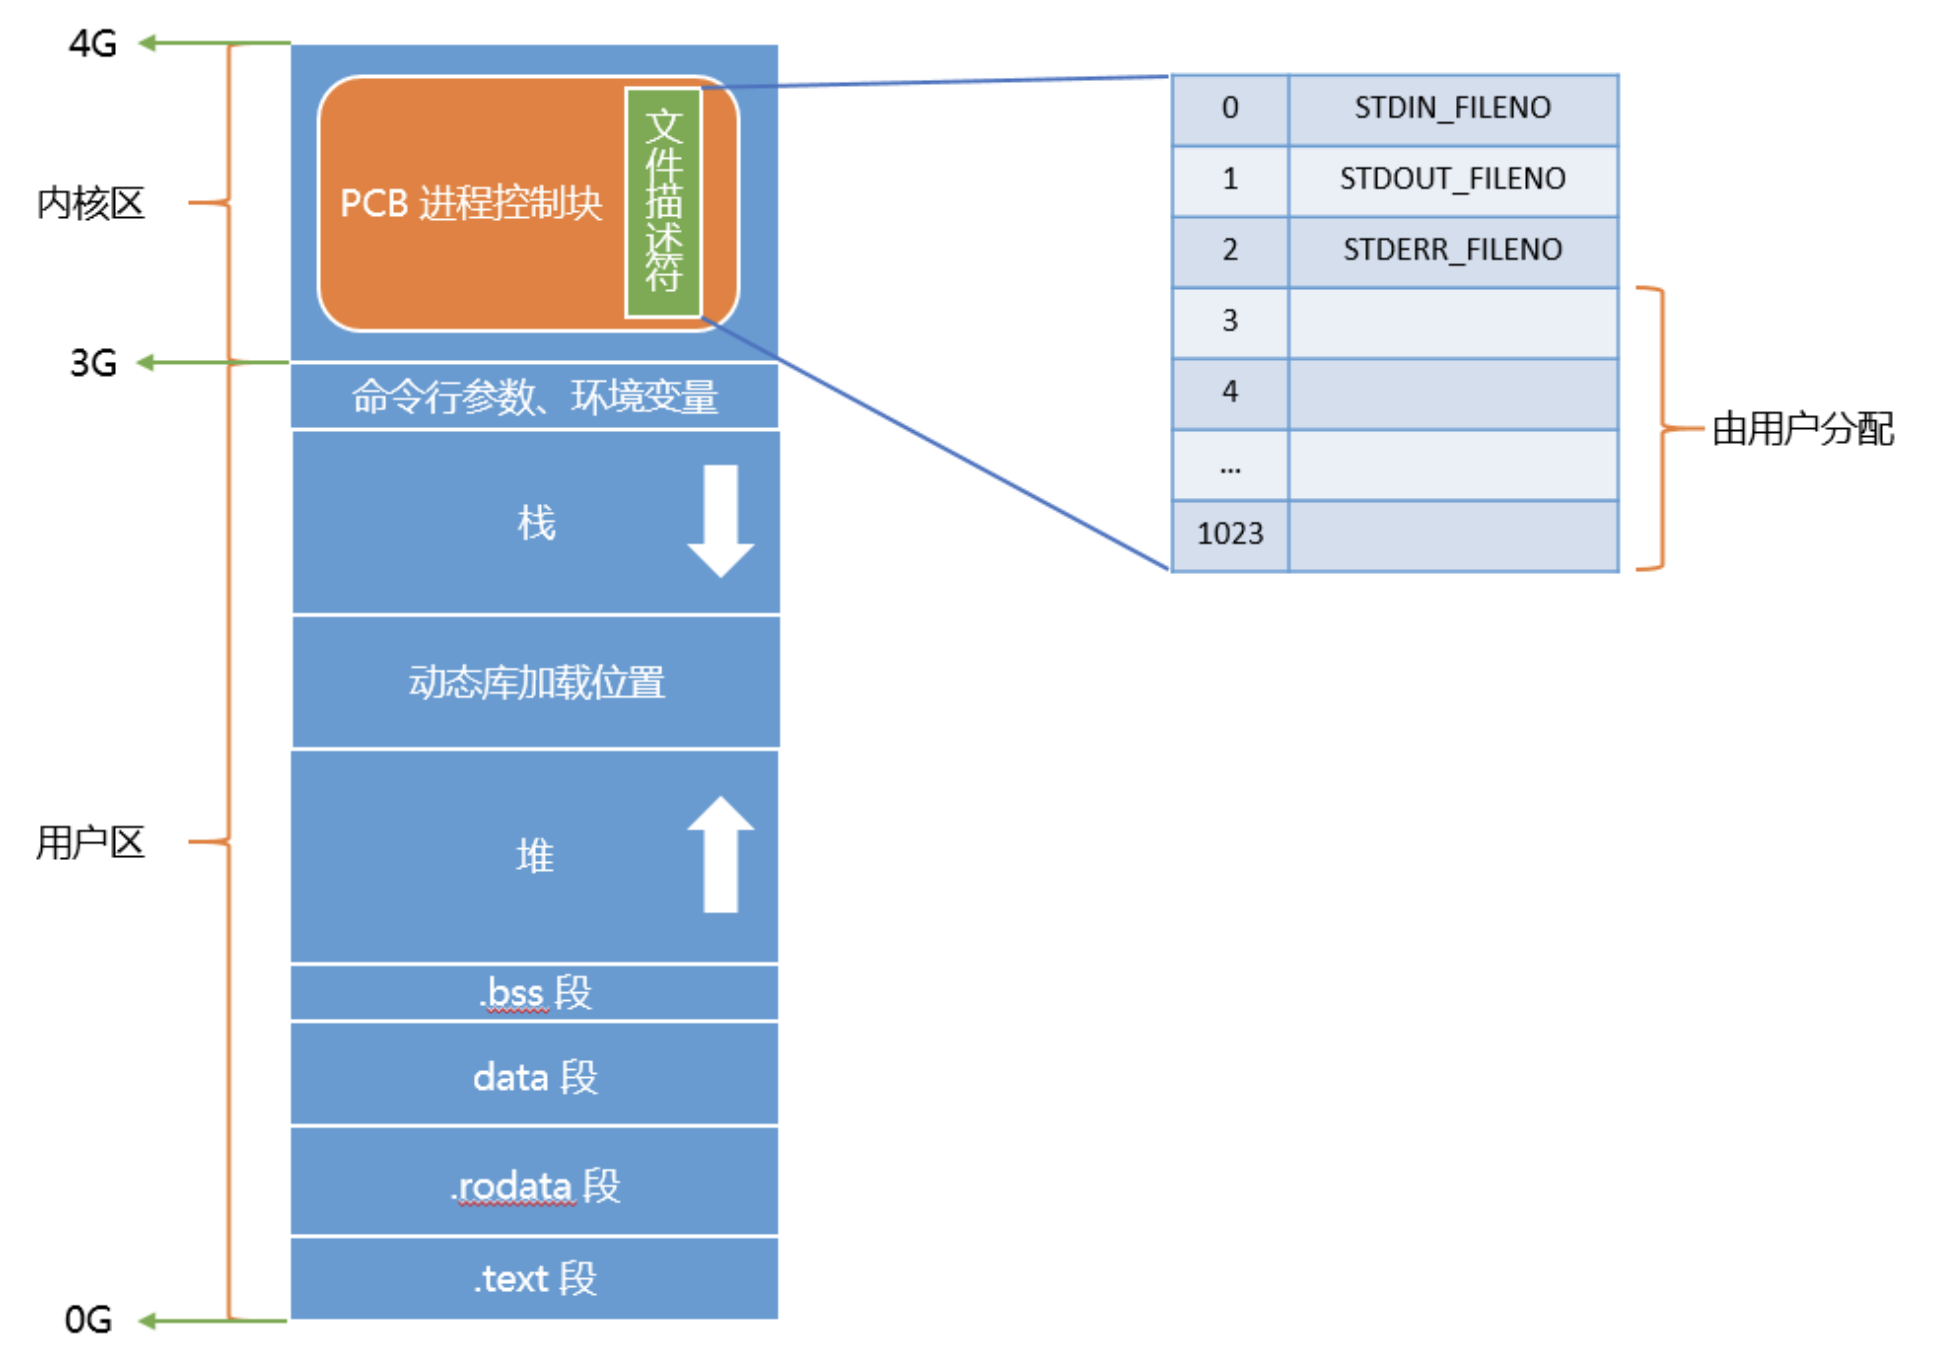 4G
内核区
3G
用户区
0G
PCB 进程控制块
文件描述符
命令行参数、环境变量
栈
动态库加载位置
堆
.bss 段
data 段
.rodata 段
.text 段
0 STDIN_FILENO
1 STDOUT_FILENO
2 STDERR_FILENO
3
4
...
1023
由用户分配